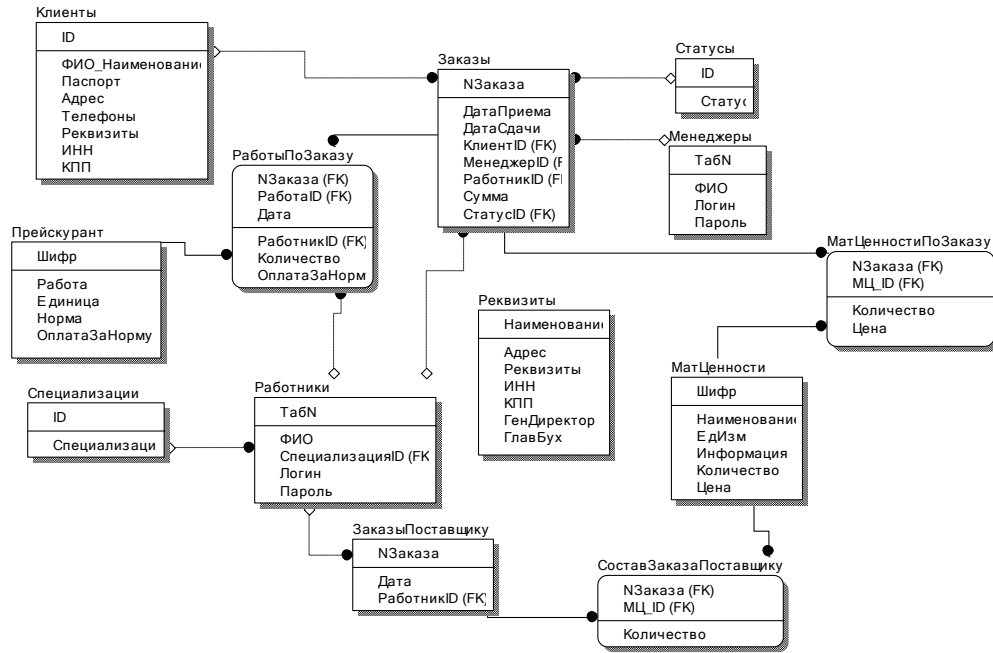 Клиенты
ID
ФИО_Наименовани
Паспорт
Адрес
Телефоны
Реквизиты
ИНН
КПП
Заказы
NЗаказа
ДатаПриема
ДатаСдачи
КлиентID (FK)
МенеджерID (F
РаботникID (F
Сумма
СтатусID (FK)
Статусы
ID
Статус
Менеджеры
ТабN
ФИО
Логин
Пароль
РаботыПоЗаказу
NЗаказа (FK)
РаботаID (FK)
Дата
РаботникID (FK)
Количество
ОплатаЗаНорм
Прейскурант
Шифр
Работа
Единица
Норма
ОплатаЗаНорму
МатЦенностиПоЗаказу
NЗаказа (FK)
МЦ_ID (FK)
Количество
Цена
Реквизиты
Наименование
Адрес
Реквизиты
ИНН
КПП
ГенДиректор
ГлавБух
МатЦенности
Шифр
Наименование
ЕдИзм
Информация
Количество
Цена
Специализации
ID
Специализаци
Работники
ТабN
ФИО
СпециализацияID (FK
Логин
Пароль
ЗаказыПоставщику
NЗаказа
Дата
РаботникID (FK)
СоставЗаказаПоставщику
NЗаказа (FK)
МЦ_ID (FK)
Количество